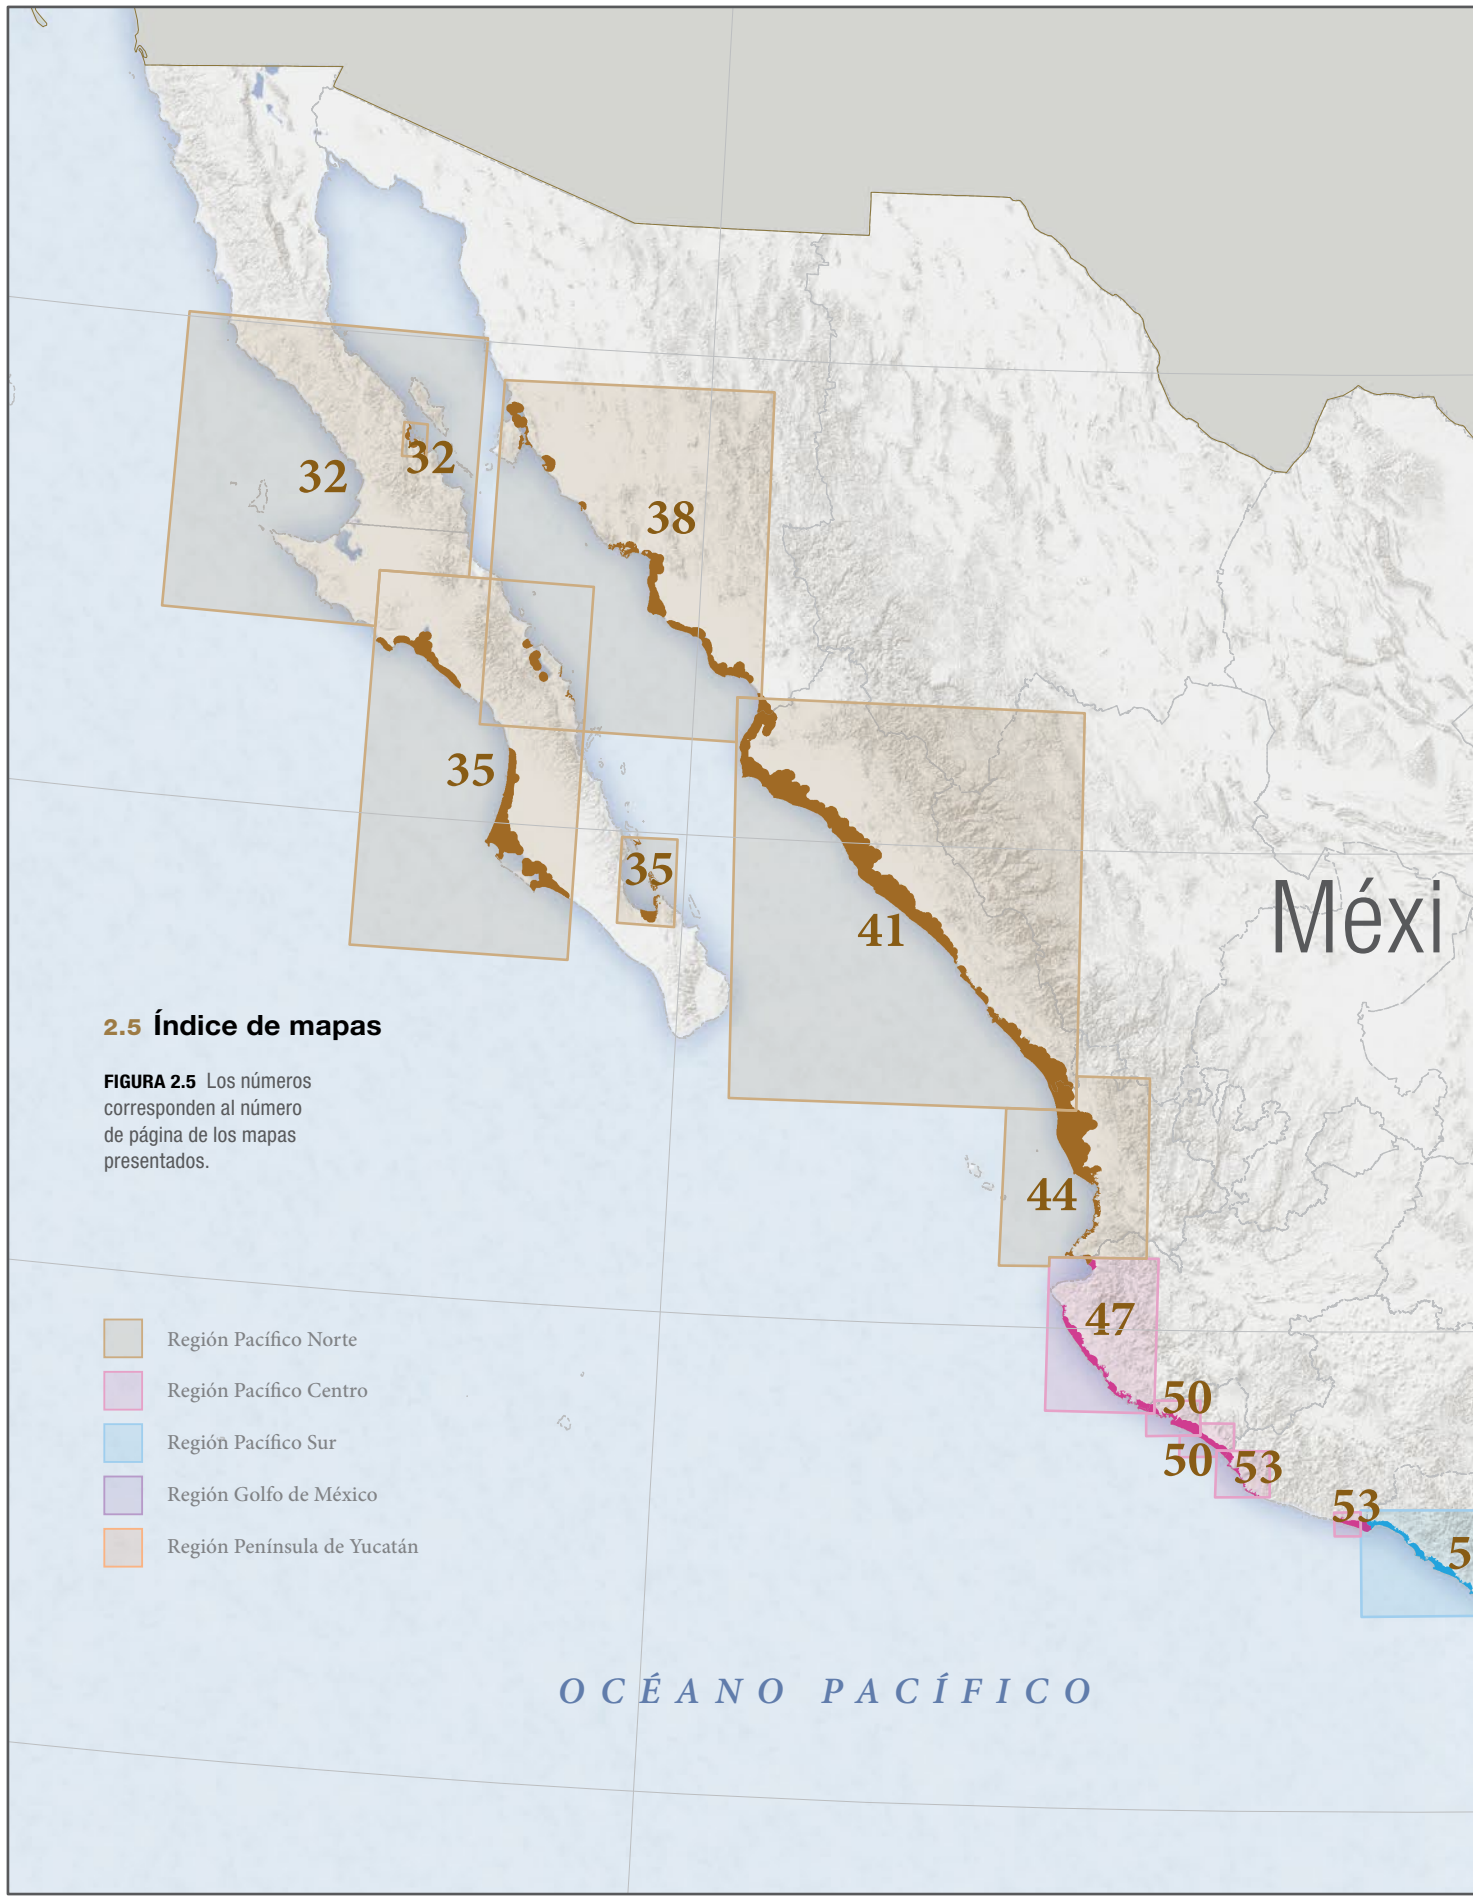 32
32
38
35
35
41
Méxi
2.5 Índice de mapas
FIGURA 2.5 Los números
corresponden al número
de página de los mapas
presentados.
44
47
50
50
53
53
5
Región Pacífico Norte
Región Pacífico Centro
Región Pacífico Sur
Región Golfo de México
Región Península de Yucatán
OCÉANO PACÍFICO